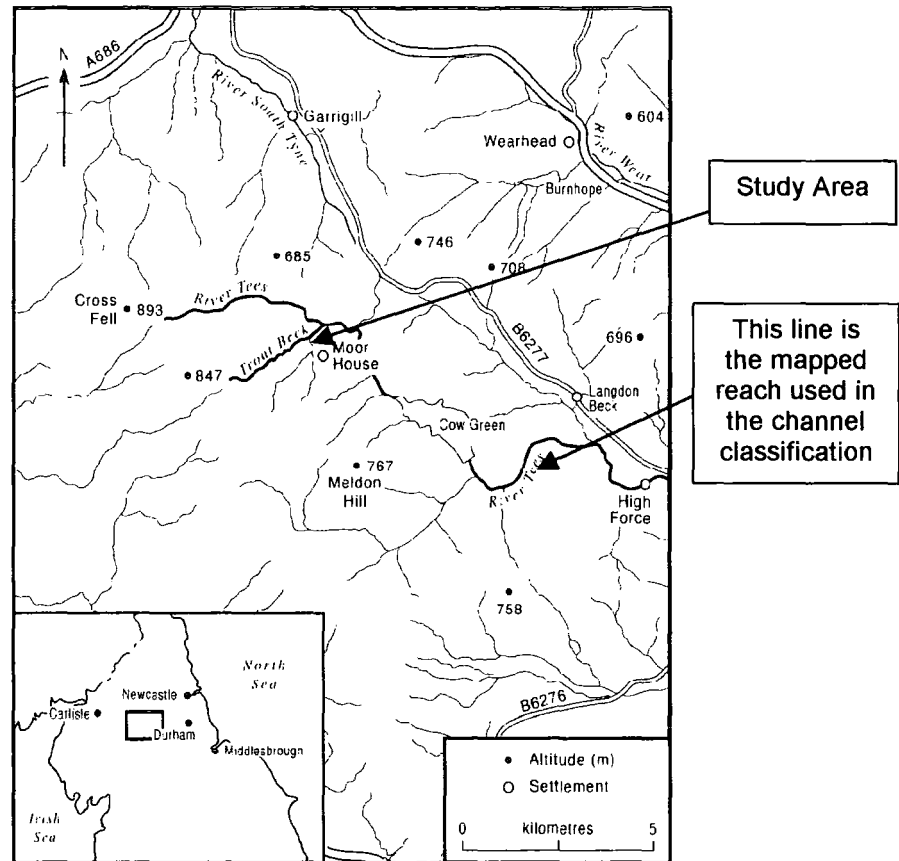 A686
N
River South Tyne
Garrigill
Wearhead
River Wear
604
Burnhope
Study Area
746
685
708
Cross
Fell
893
River Tees
Trout Beck
Moor
House
847
B6277
696
This line is
the mapped
reach used in
the channel
classification
Langdon
Beck
Cow Green
767
Meldon
Hill
River Tees
High
Force
758
B6276
North
Sea
Newcastle
Carlisle
Durham
Middlesbrough
Irish
Sea
Altitude (m)
Settlement
0 kilometres 5